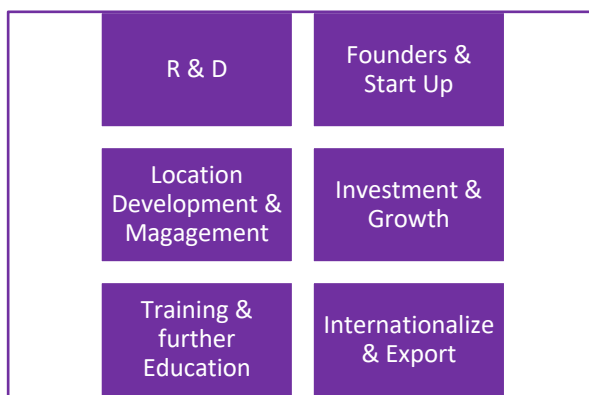 R & D
Founders &
Start Up
Location
Development &
Magagement
Investment &
Growth
Training &
further
Education
Internationalize
& Export